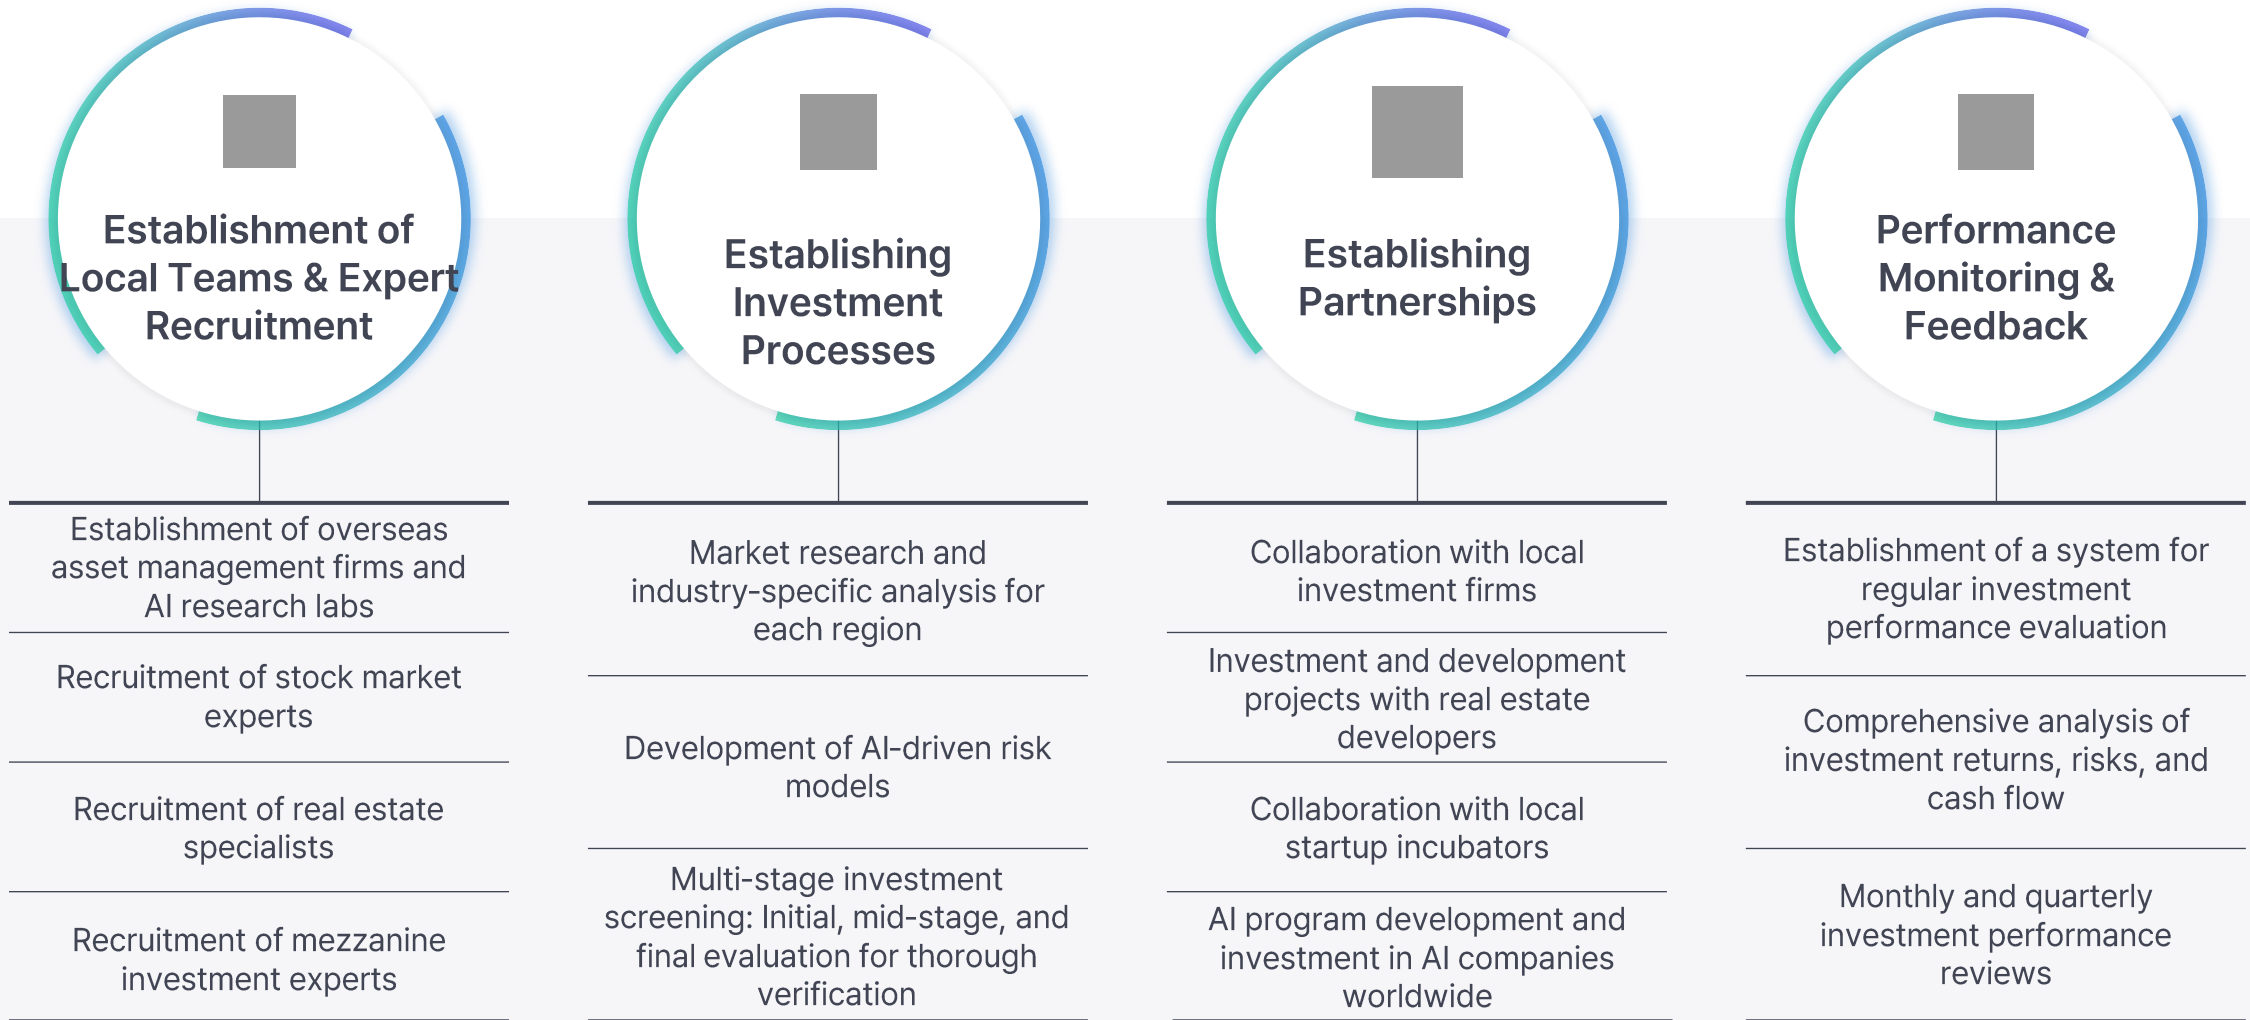 Establishment of
Local Teams & Expert
Recruitment
Establishment of overseas
asset management firms and
AI research labs
Recruitment of stock market
experts
Recruitment of real estate
specialists
Recruitment of mezzanine
investment experts
Establishing
Investment
Processes
Market research and
industry-specific analysis for
each region
Development of AI-driven risk
models
Multi-stage investment
screening: Initial, mid-stage, and
final evaluation for thorough
verification
Establishing
Partnerships
Collaboration with local
investment firms
Investment and development
projects with real estate
developers
Collaboration with local
startup incubators
AI program development and
investment in AI companies
worldwide
Performance
Monitoring &
Feedback
Establishment of a system for
regular investment
performance evaluation
Comprehensive analysis of
investment returns, risks, and
cash flow
Monthly and quarterly
investment performance
reviews